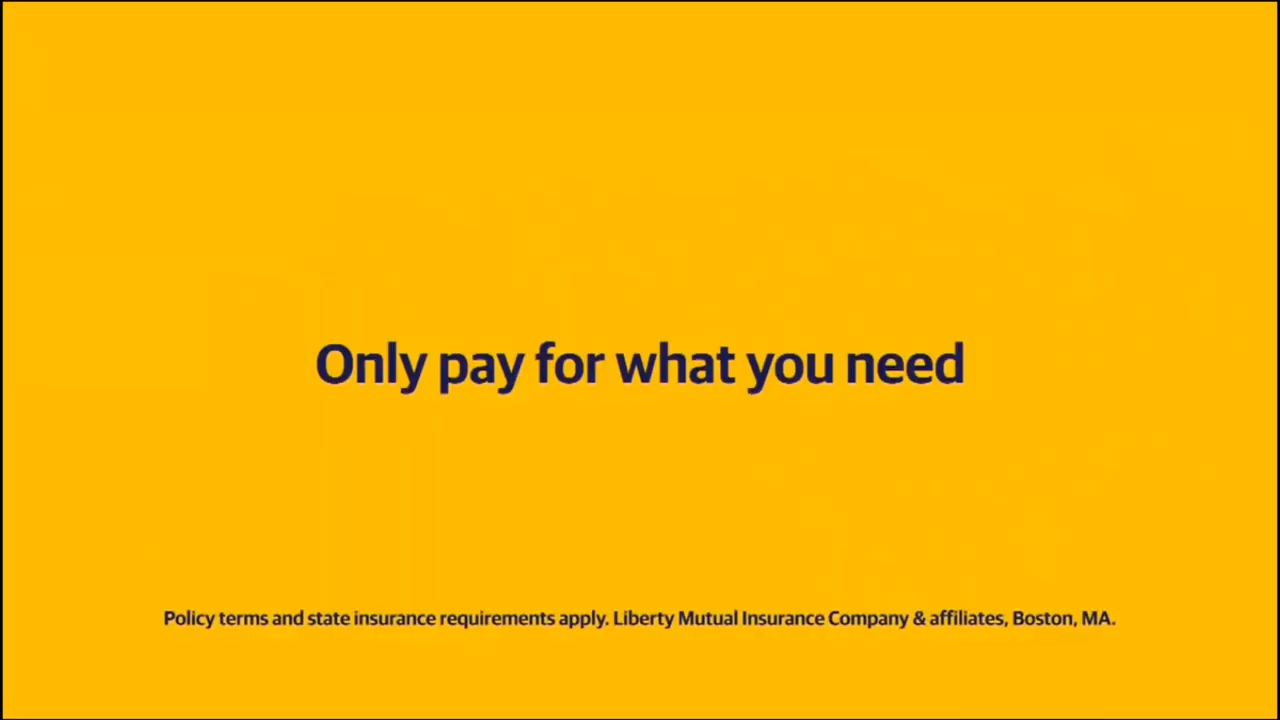 Only pay for what you need
Policy terms and state insurance requirements apply. Liberty Mutual Insurance Company & affiliates, Boston, MA.